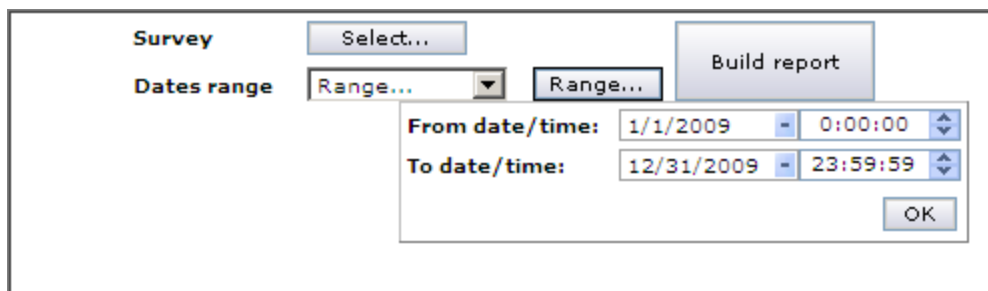 Survey Select...
Build report
Dates range Range... Range...
From date/time: 1/1/2009 - 0:00:00
To date/time: 12/31/2009 - 23:59:59
OK